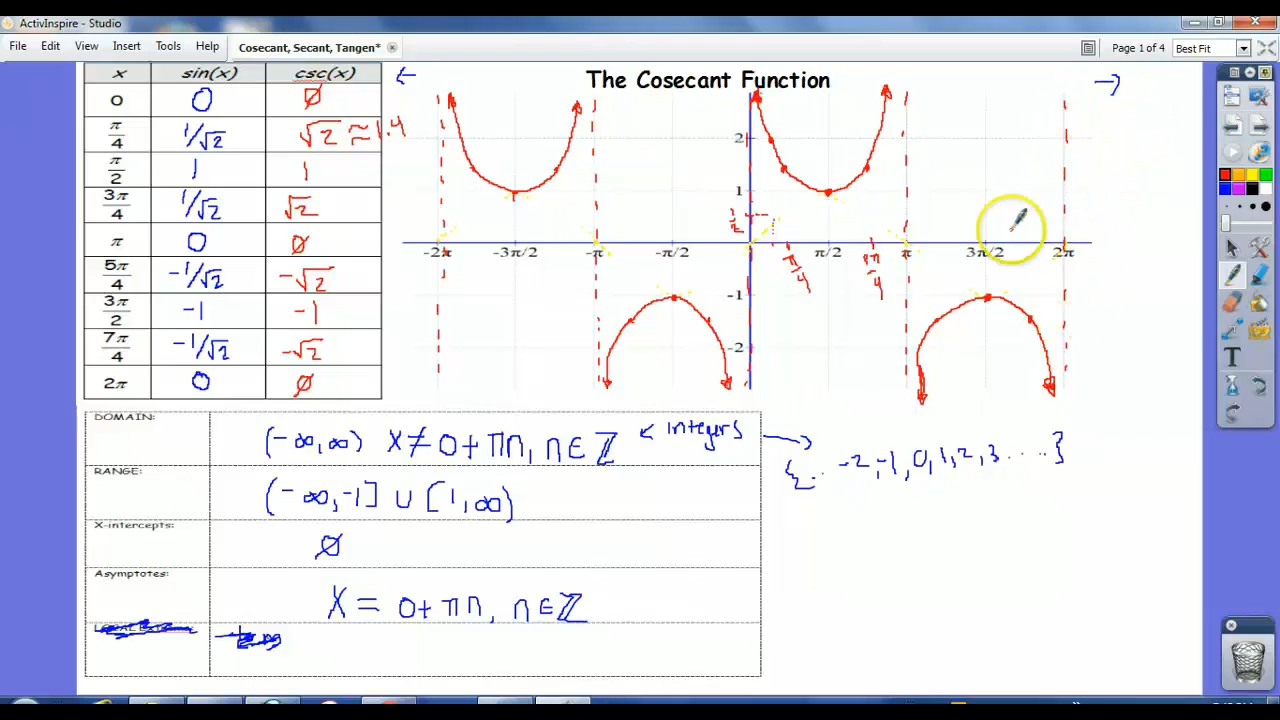 ActivInspire - Studio
File Edit View Insert Tools Help Cosecant, Secant, Tangen* Page 1 of 4 Best Fit
The Cosecant Function
x sin(x) csc(x)
0 0 ∅
π/4 1/√2 √2 ≈ 1.4
π/2 1 1
3π/4 1/√2 √2
π 0 ∅
5π/4 -1/√2 -√2
3π/2 -1 -1
7π/4 -1/√2 -√2
2π 0 ∅
2
1
-2π -3π/2 -π -π/2 π/2 π 3π/2 2π
π/4
-1
-2
DOMAIN: (-∞,∞) X ≠ 0 + πn, n ∈ ℤ ← integers → {.. -2, -1, 0, 1, 2, 3 .....}
RANGE: (-∞, -1] ∪ [1, ∞)
X-intercepts: ∅
Asymptotes: X = 0 + πn, n ∈ ℤ
T